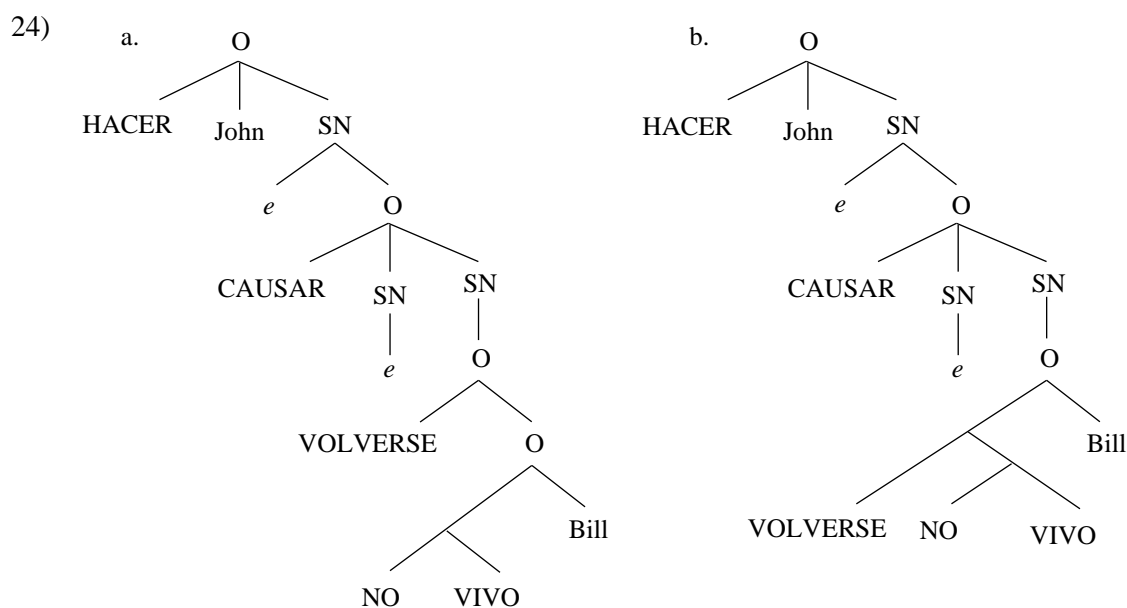 24) a. b.
O O
HACER John SN HACER John SN
e O e O
CAUSAR SN SN CAUSAR SN SN
e O e O
VOLVERSE O Bill
NO VIVO Bill VOLVERSE NO VIVO